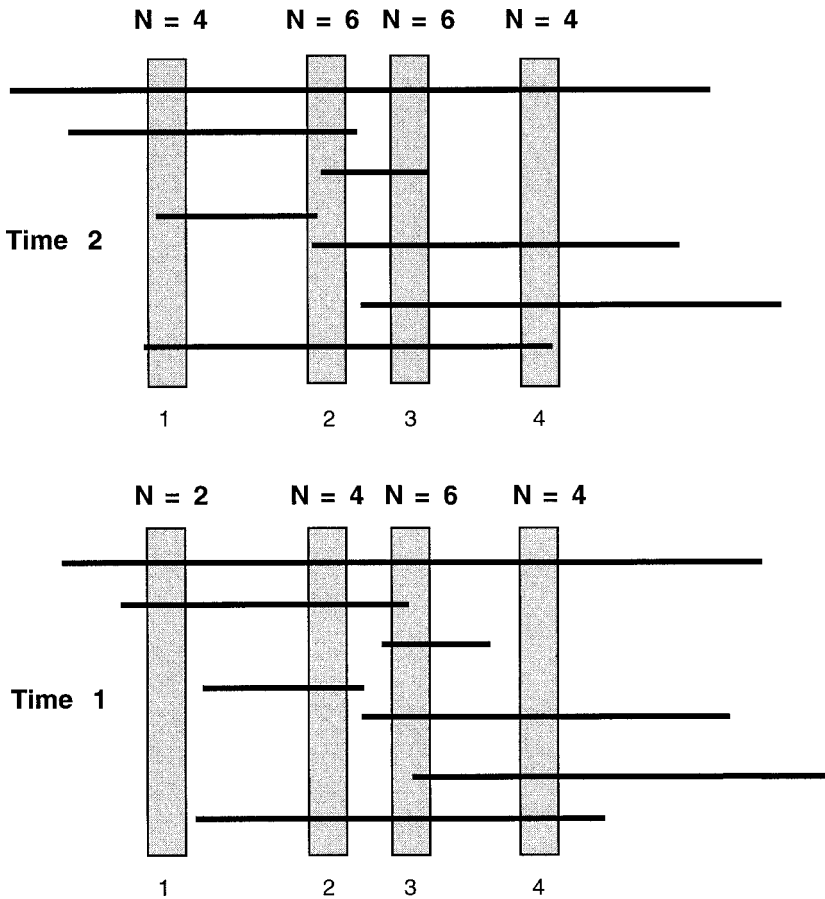 N = 4 N = 6 N = 6 N = 4
Time 2
1 2 3 4
N = 2 N = 4 N = 6 N = 4
Time 1
1 2 3 4